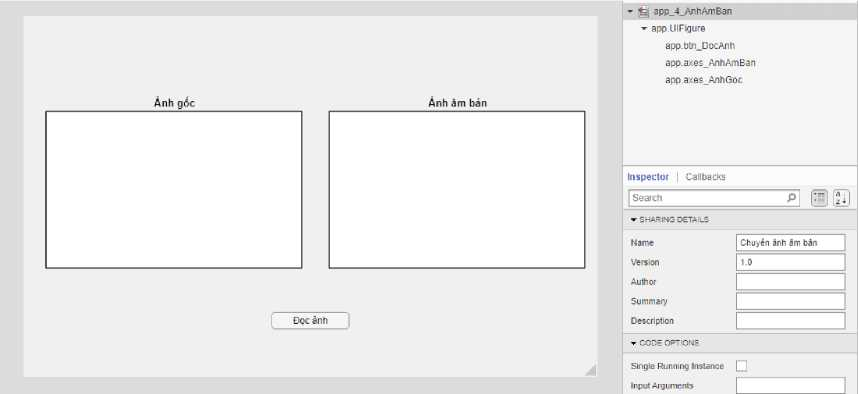 Ảnh gốc
Ảnh âm bản
Đọc ảnh
app_4_AnhAmBan
app.UIFigure
app.btn_DocAnh
app.axes_AnhAmBan
app.axes_AnhGoc
Inspector | Callbacks
Search
SHARING DETAILS
Name Chuyển ảnh âm bản
Version 1.0
Author
Summary
Description
CODE OPTIONS
Single Running Instance
Input Arguments